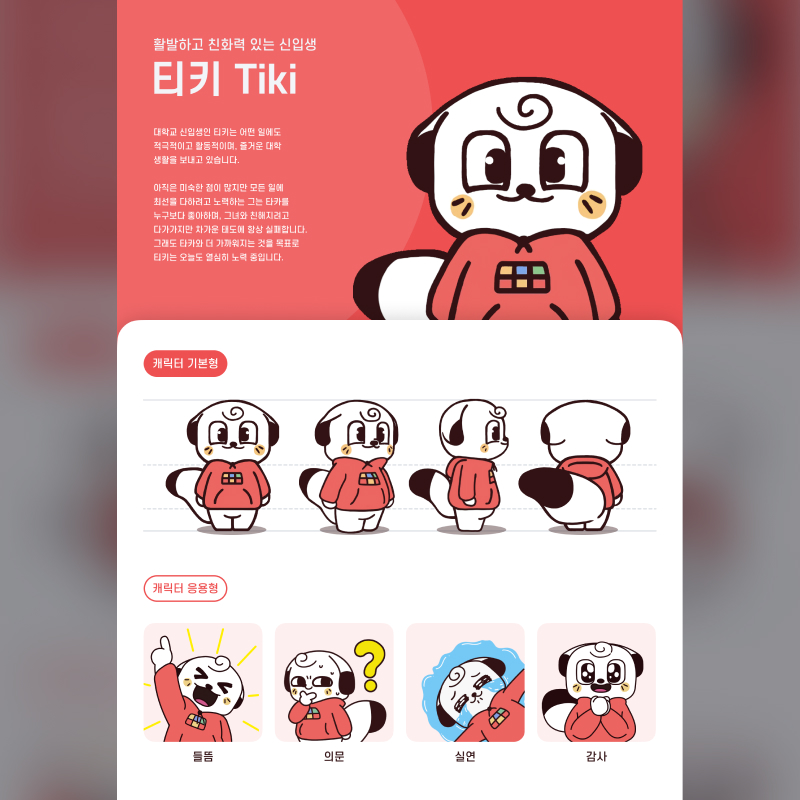 활발하고 친화력 있는 신입생
티키 Tiki
대학교 신입생인 티키는 어떤 일에도
적극적이고 활동적이며, 즐거운 대학
생활을 보내고 있습니다.
아직은 미숙한 점이 많지만 모든 일에
최선을 다하려고 노력하는 그는 타카를
누구보다 좋아하며, 그녀와 친해지려고
다가가지만 차가운 태도에 항상 실패합니다.
그래도 타카와 더 가까워지는 것을 목표로
티키는 오늘도 열심히 노력 중입니다.
캐릭터 기본형
캐릭터 응용형
?
들뜸
의문
실연
감사